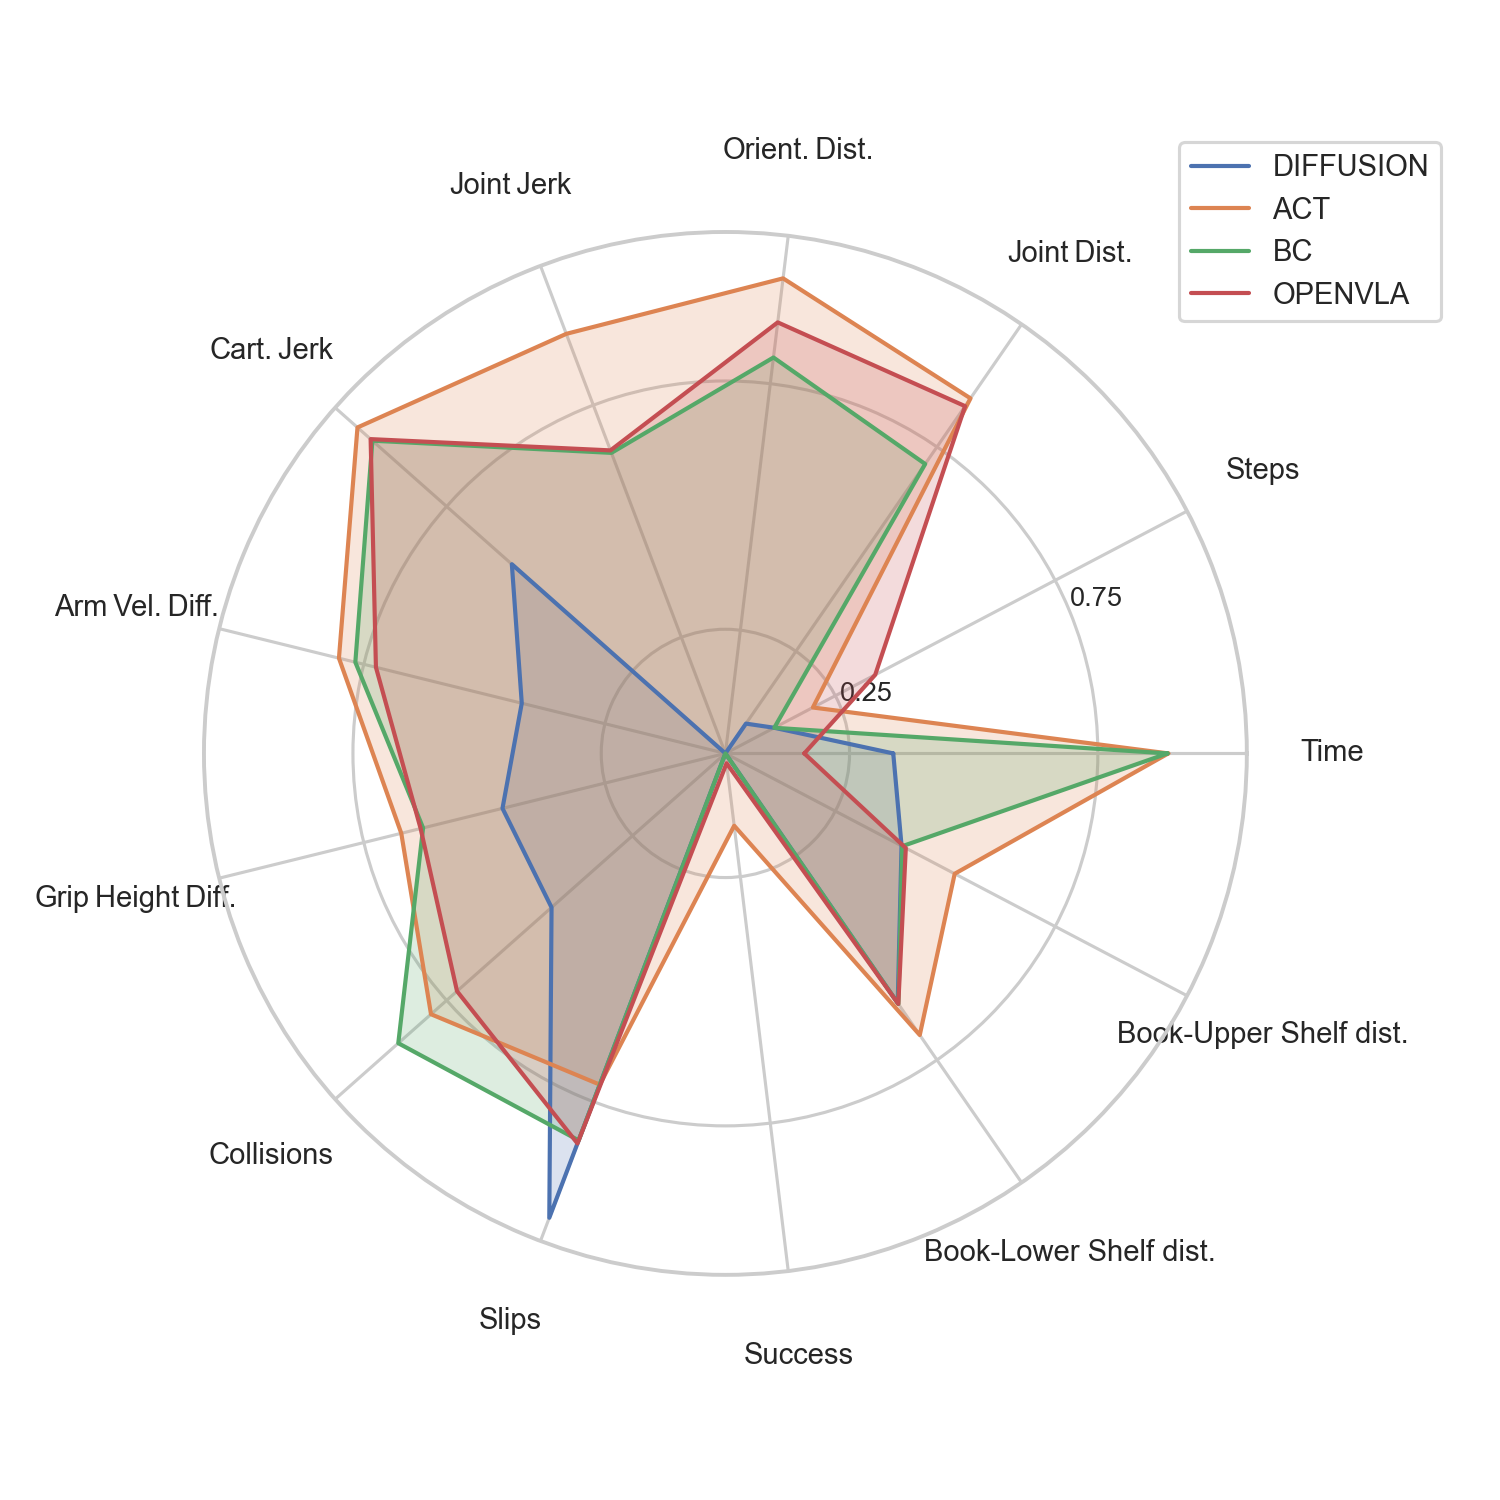 Orient. Dist.
Joint Jerk
DIFFUSION
ACT
BC
OPENVLA
Joint Dist.
Cart. Jerk
Steps
0.75
Arm Vel. Diff.
0.25
Time
Grip Height Diff.
Book-Upper Shelf dist.
Collisions
Book-Lower Shelf dist.
Slips
Success